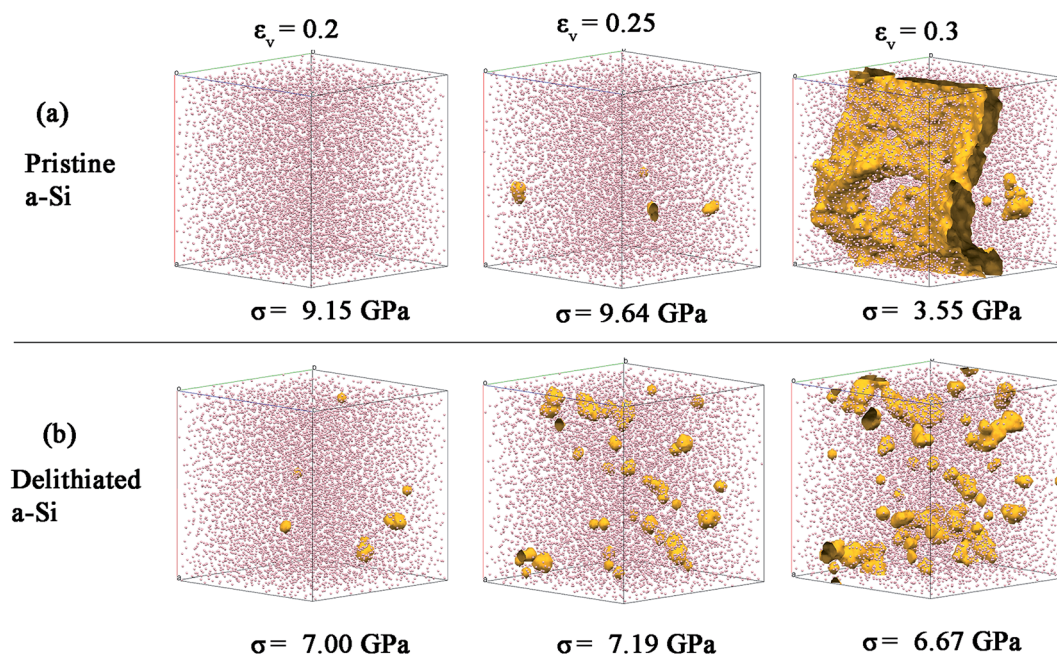 εv = 0.2 εv = 0.25 εv = 0.3
(a)
Pristine
a-Si
σ = 9.15 GPa σ = 9.64 GPa σ = 3.55 GPa
(b)
Delithiated
a-Si
σ = 7.00 GPa σ = 7.19 GPa σ = 6.67 GPa